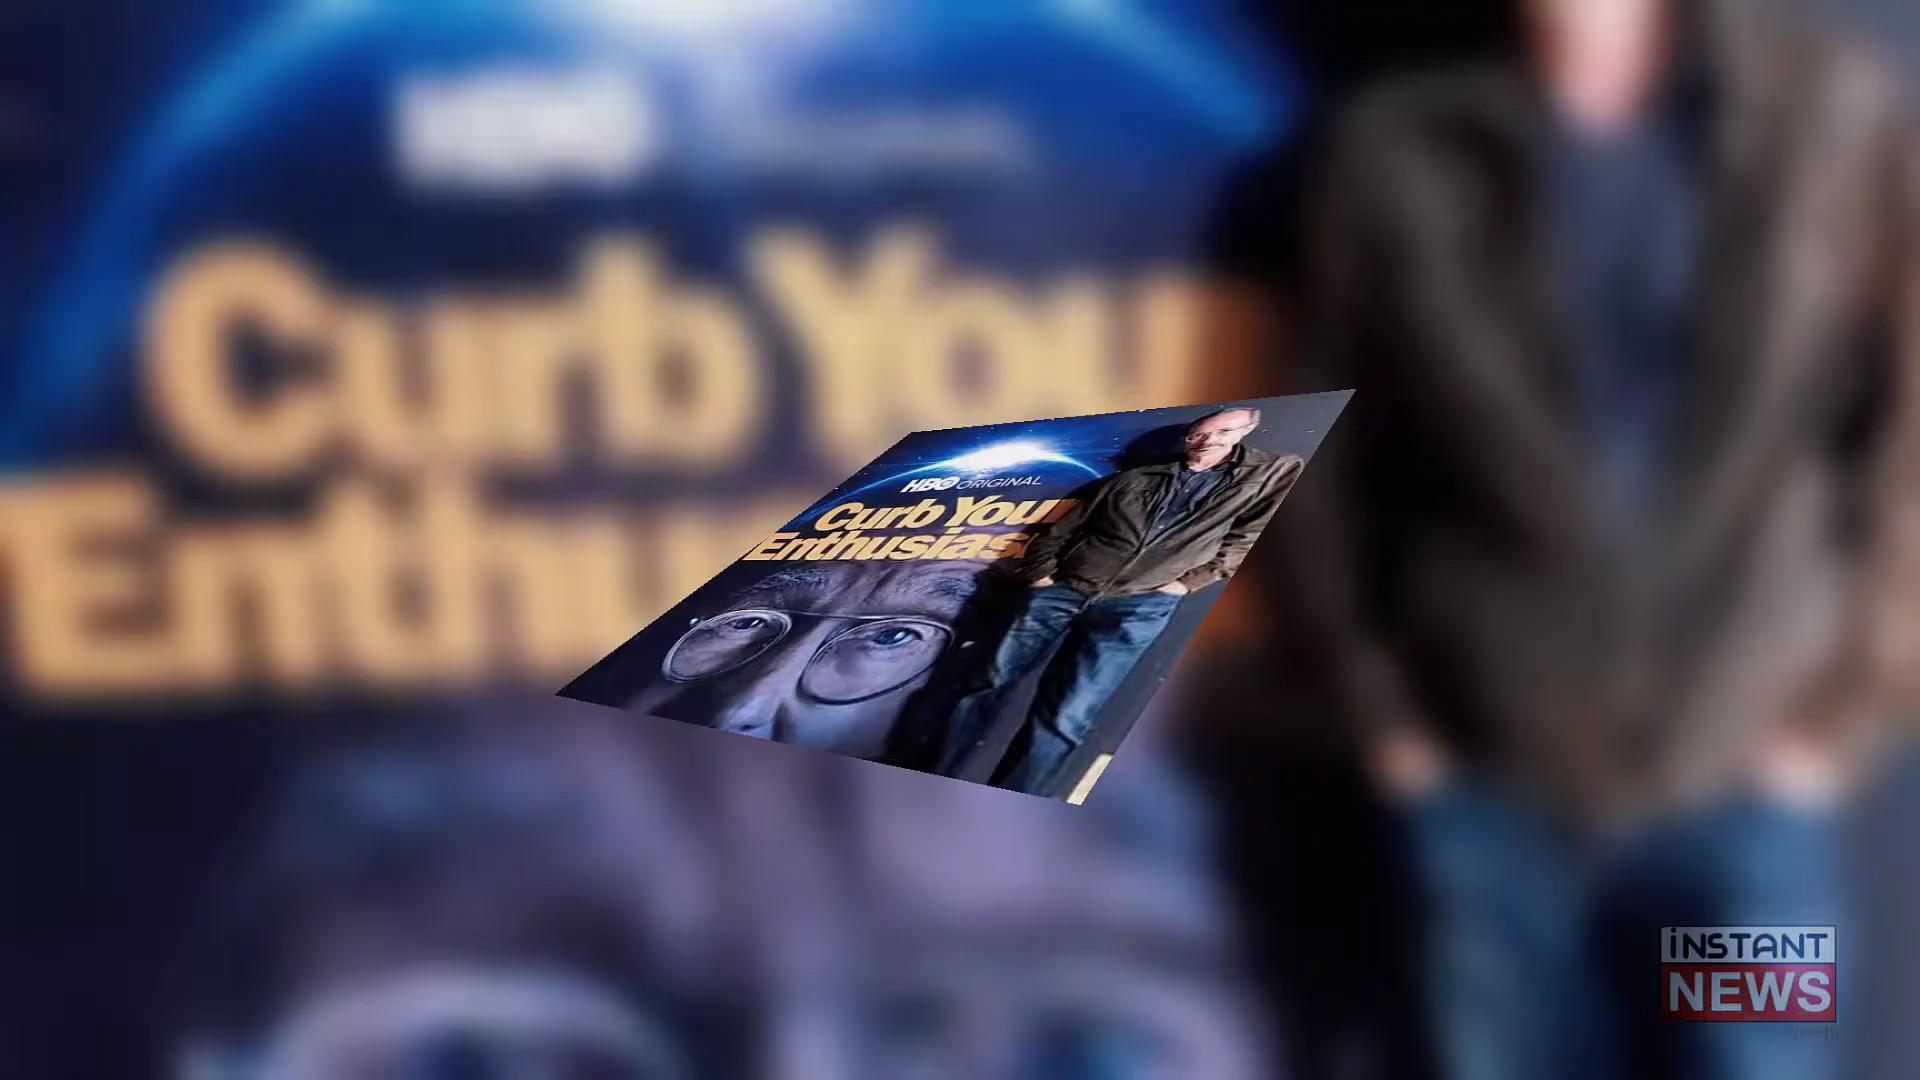 HBO ORIGINAL
Curb Your
Enthusias
Curb You
Enthu
iNSTANT
NEWS